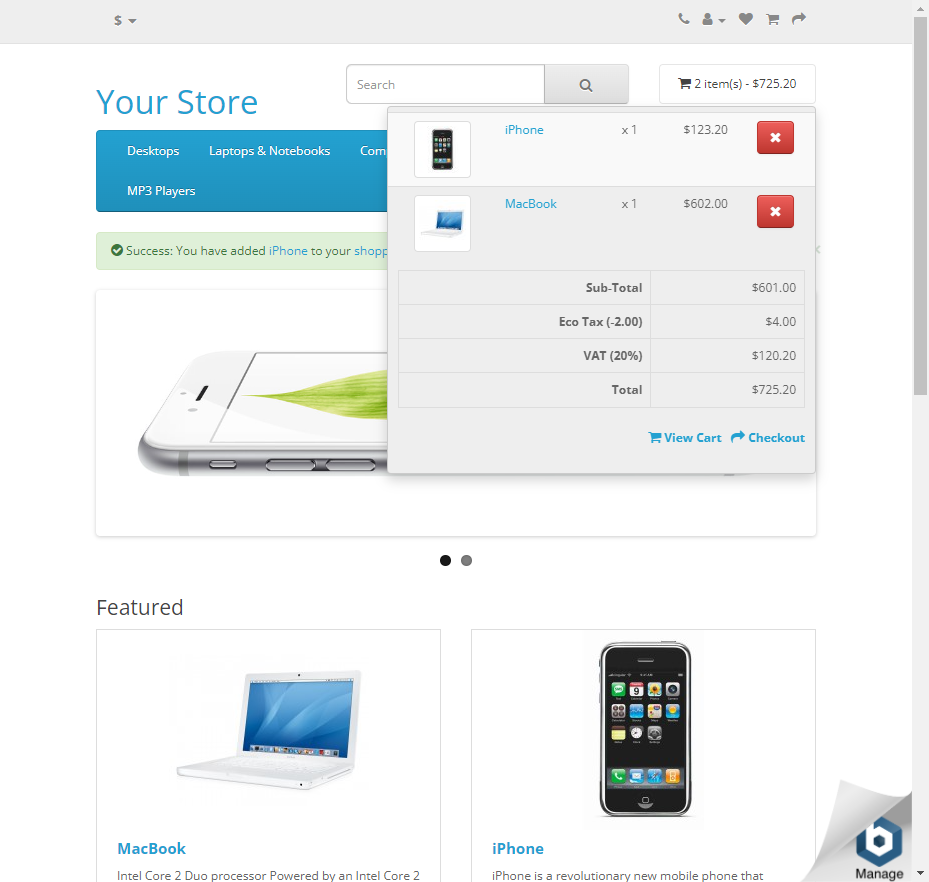 $
Your Store
Search
2 item(s) - $725.20
Desktops
Laptops & Notebooks
Com
MP3 Players
iPhone x 1 $123.20
MacBook x 1 $602.00
Success: You have added iPhone to your shopp
Sub-Total $601.00
Eco Tax (-2.00) $4.00
VAT (20%) $120.20
Total $725.20
View Cart Checkout
Featured
MacBook
Intel Core 2 Duo processor Powered by an Intel Core 2
iPhone
iPhone is a revolutionary new mobile phone that
Manage